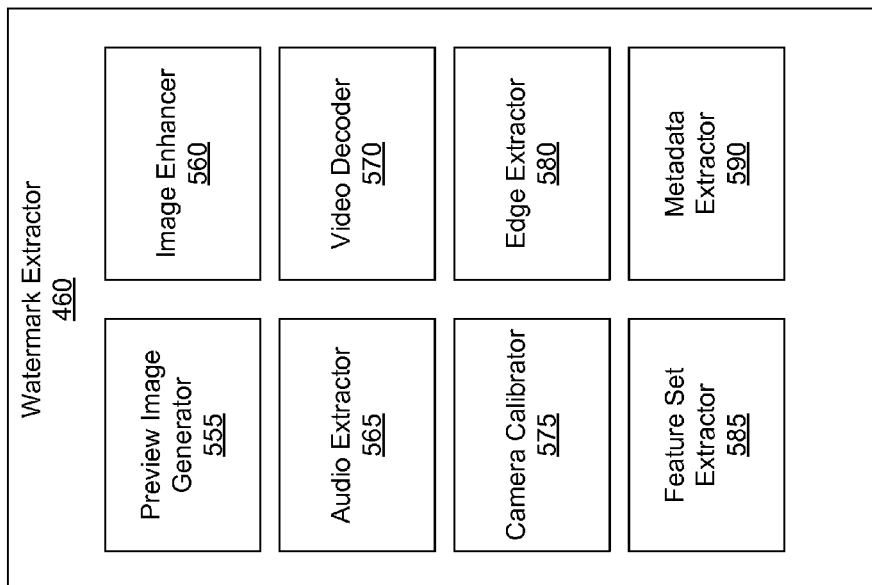 Watermark Extractor
460
Preview Image
Generator
555
Image Enhancer
560
Audio Extractor
565
Video Decoder
570
Camera Calibrator
575
Edge Extractor
580
Feature Set
Extractor
585
Metadata
Extractor
590